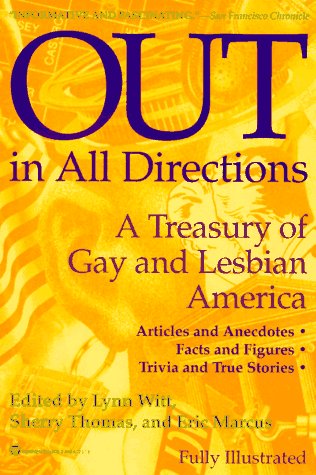 "INFORMATIVE AND FASCINATING."—San Francisco Chronicle
OUT
in All Directions
A Treasury of
Gay and Lesbian
America
Articles and Anecdotes •
Facts and Figures •
Trivia and True Stories •
Edited by Lynn Witt,
Sherry Thomas, and Eric Marcus
Fully Illustrated